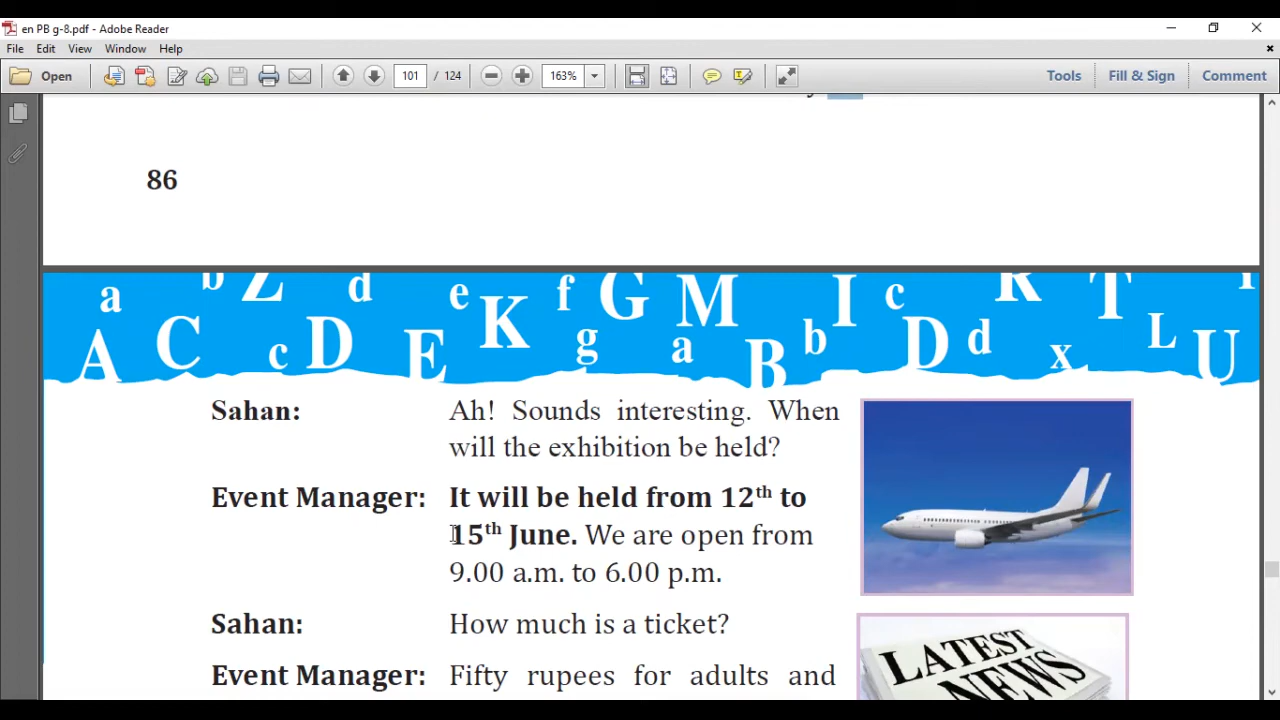 en PB g-8.pdf - Adobe Reader
File Edit View Window Help
Open 101 / 124 163% Tools Fill & Sign Comment
86
a b Z d e K f G M I c R T
A C c D E g a B b D d x L U
Sahan: Ah! Sounds interesting. When
will the exhibition be held?
Event Manager: It will be held from 12th to
15th June. We are open from
9.00 a.m. to 6.00 p.m.
Sahan: How much is a ticket?
Event Manager: Fifty rupees for adults and
LATEST
NEWS